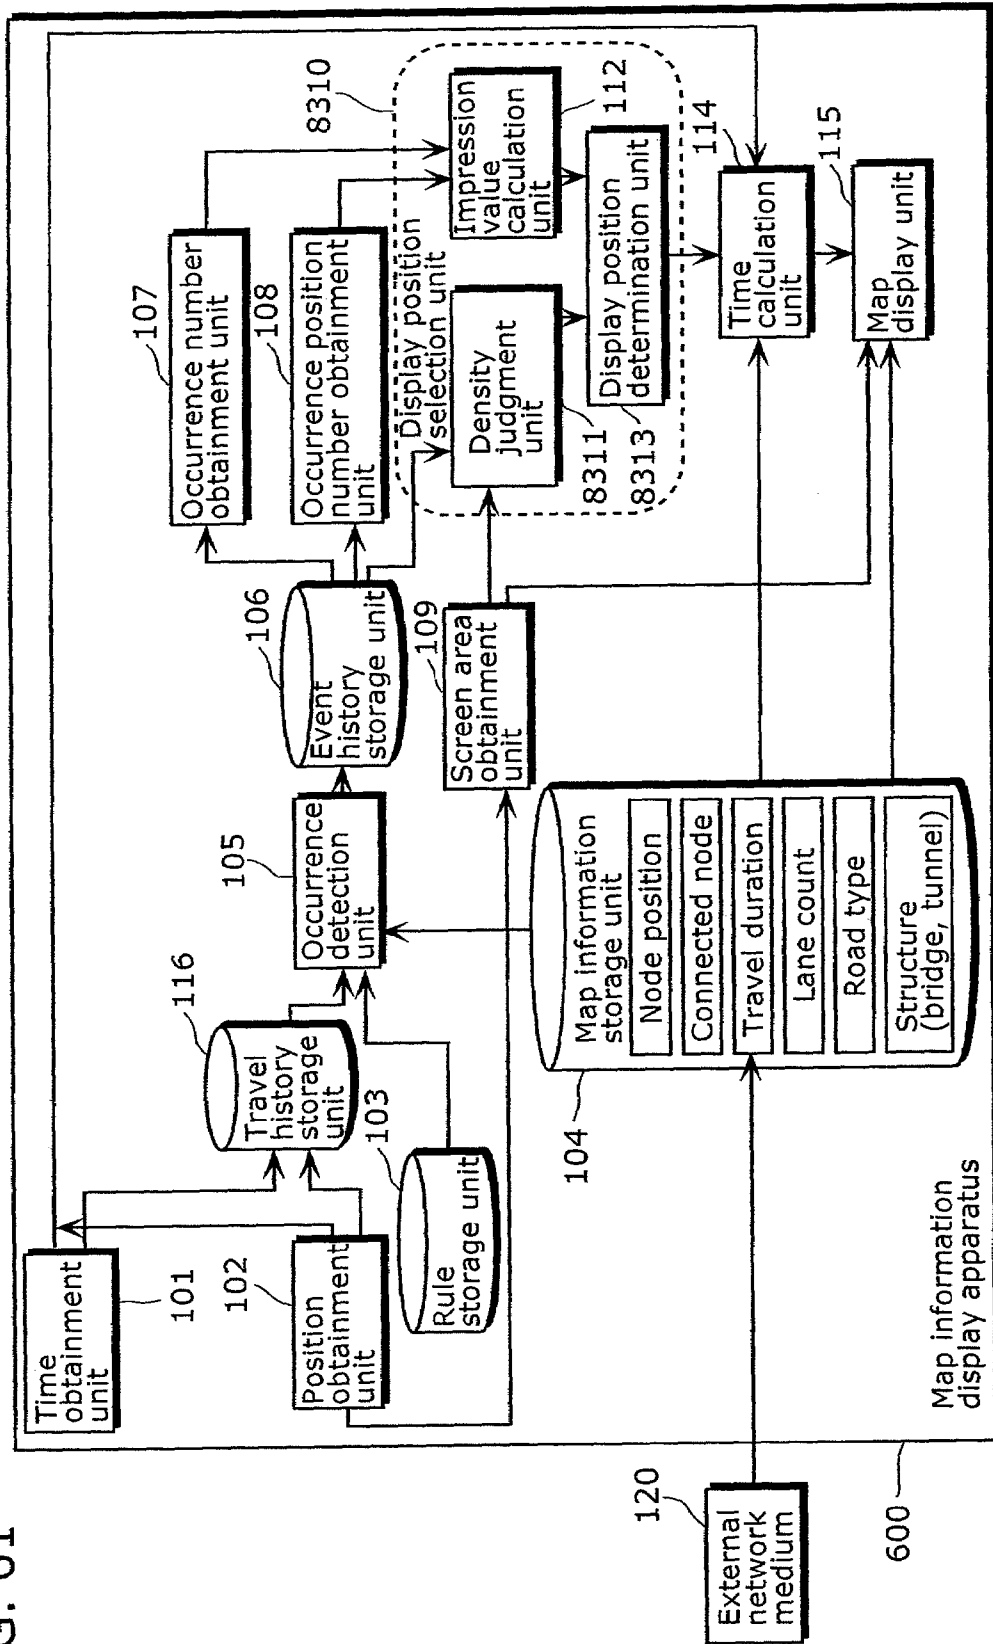 G. 61
600
Map information
display apparatus
Time
obtainment
unit
101
102
Position
obtainment
unit
Travel
history
storage
unit
116
103
Rule
storage unit
105
Occurrence
detection
unit
106
Event
history
storage unit
107
Occurrence number
obtainment unit
108
Occurrence position
number obtainment
unit
109
Screen area
obtainment
unit
8310
Display position
selection unit
Density
judgment
unit
8311
Impression
value
calculation
unit
112
Display position
determination unit
8313
114
Time
calculation
unit
115
Map
display unit
104
Map information
storage unit
Node position
Connected node
Travel duration
Lane count
Road type
Structure
(bridge, tunnel)
120
External
network
medium